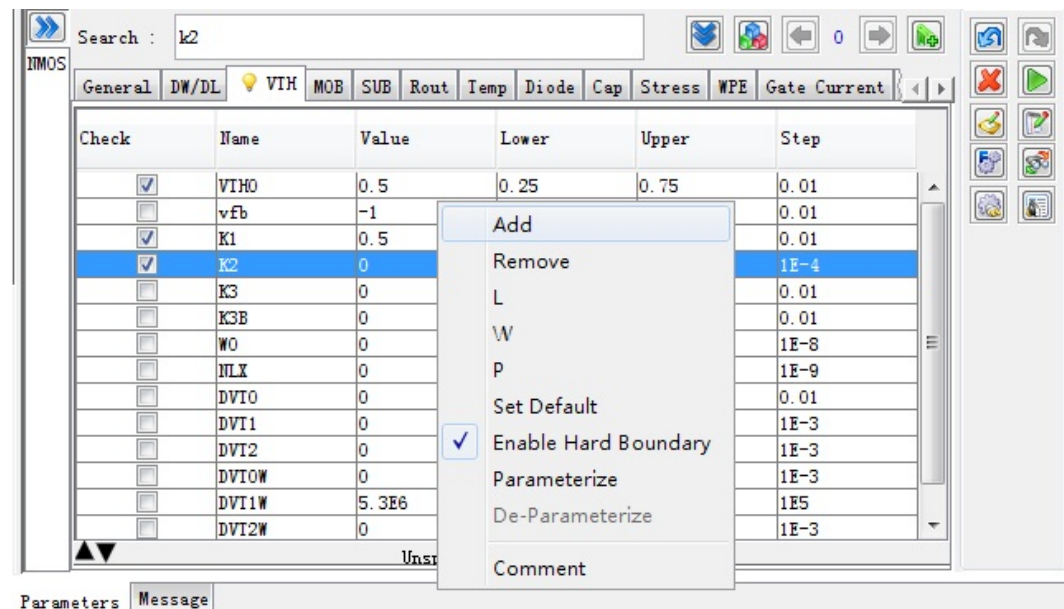 Search : k2
0
NMOS
General DW/DL VTH MOB SUB Rout Temp Diode Cap Stress WPE Gate Current
Check Name Value Lower Upper Step
VTH0 0.5 0.25 0.75 0.01
vfb -1 0.01
K1 0.5 0.01
K2 0 1E-4
K3 0 0.01
K3B 0 0.01
W0 0 1E-8
NLX 0 1E-9
DVT0 0 0.01
DVT1 0 1E-3
DVT2 0 1E-3
DVT0W 0 1E-3
DVT1W 5.3E6 1E5
DVT2W 0 1E-3
Add
Remove
L
W
P
Set Default
Enable Hard Boundary
Parameterize
De-Parameterize
Comment
Parameters Message